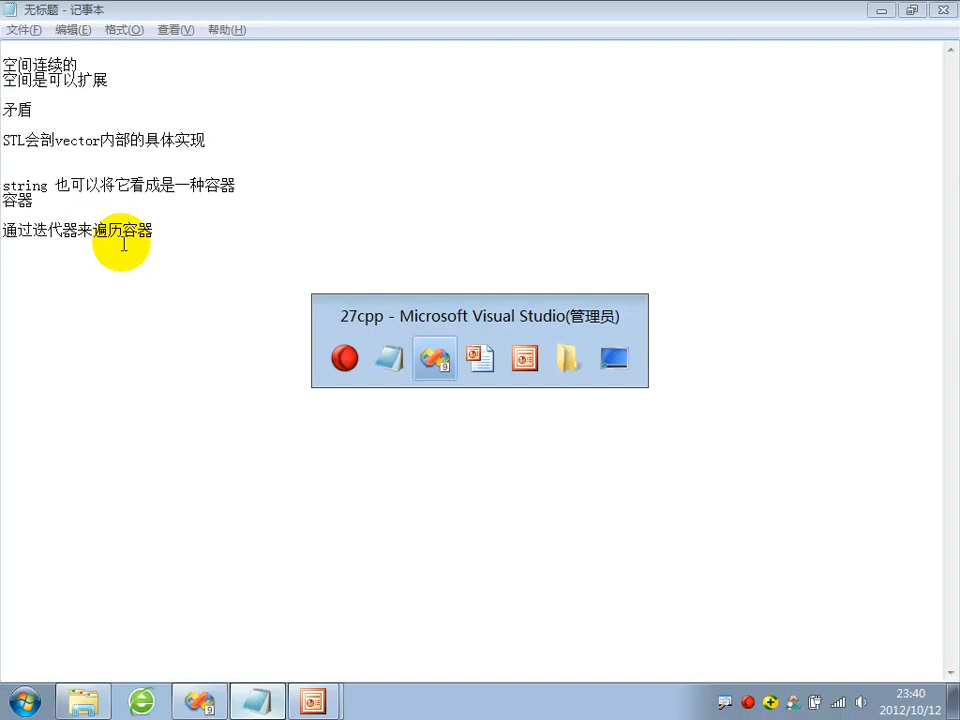 无标题 - 记事本
文件(F) 编辑(E) 格式(O) 查看(V) 帮助(H)
空间连续的
空间是可以扩展
矛盾
STL会剖vector内部的具体实现
string 也可以将它看成是一种容器
容器
通过迭代器来遍历容器
27cpp - Microsoft Visual Studio(管理员)
9
9
23:40
2012/10/12